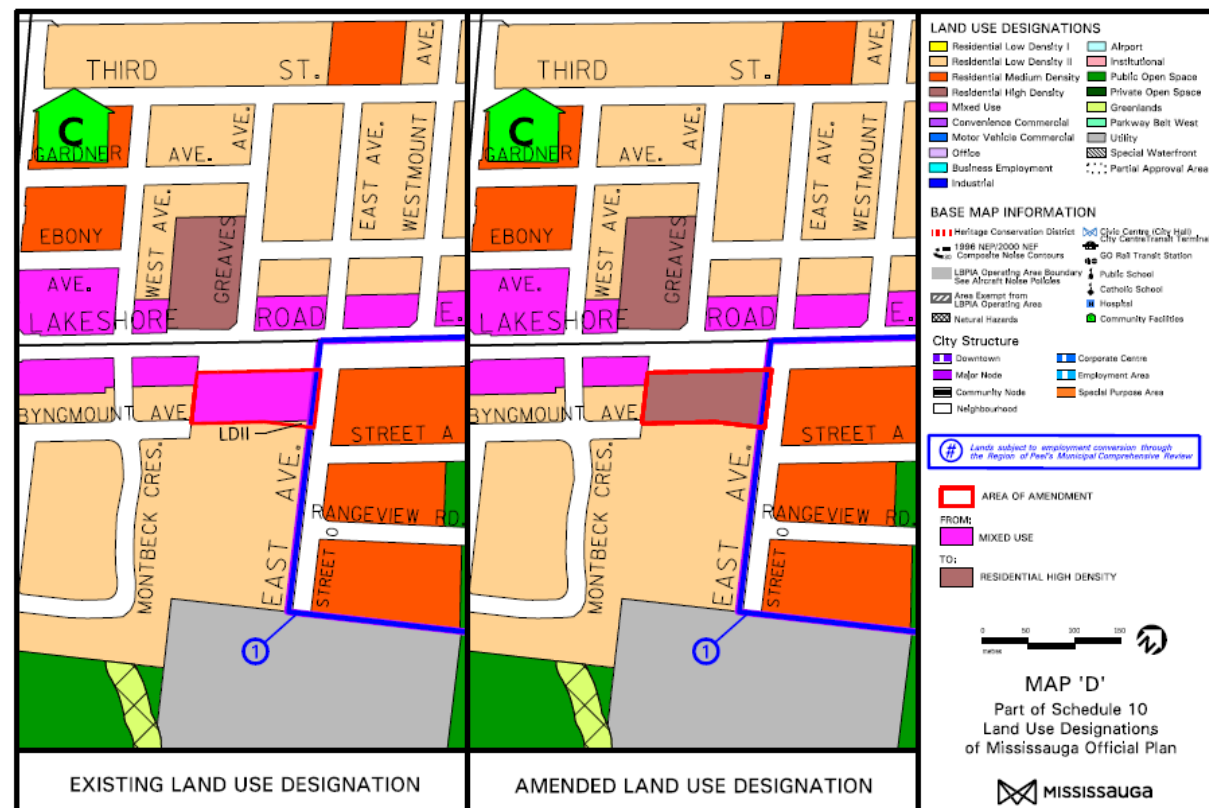 THIRD ST.
AVE.
C
GARDNER AVE.
AVE.
EAST AVE.
WESTMOUNT
EBONY
AVE.
WEST AVE.
GREAVES
LAKESHORE ROAD E.
BYNGMOUNT AVE.
LDII
STREET A
MONTBECK CRES.
EAST AVE.
RANGEVIEW RD.
STREET O
1
EXISTING LAND USE DESIGNATION
THIRD ST.
AVE.
C
GARDNER AVE.
AVE.
EAST AVE.
WESTMOUNT
EBONY
AVE.
WEST AVE.
GREAVES
LAKESHORE ROAD E.
BYNGMOUNT AVE.
STREET A
MONTBECK CRES.
EAST AVE.
RANGEVIEW RD.
STREET O
1
AMENDED LAND USE DESIGNATION
LAND USE DESIGNATIONS
Residential Low Density I
Residential Low Density II
Residential Medium Density
Residential High Density
Mixed Use
Convenience Commercial
Motor Vehicle Commercial
Office
Business Employment
Industrial
Airport
Institutional
Public Open Space
Private Open Space
Greenlands
Parkway Belt West
Utility
Special Waterfront
Partial Approval Area
BASE MAP INFORMATION
Heritage Conservation District
1996 NEP/2000 NEF
Composite Noise Contours
LBPIA Operating Area Boundary
See Aircraft Noise Policies
Area Exempt from
LBPIA Operating Area
Natural Hazards
Civic Centre (City Hall)
City Centre Transit Terminal
GO Rail Transit Station
Public School
Catholic School
H
Hospital
Community Facilities
City Structure
Downtown
Major Node
Community Node
Neighbourhood
Corporate Centre
Employment Area
Special Purpose Area
# Lands subject to employment conversion through
the Region of Peel's Municipal Comprehensive Review
AREA OF AMENDMENT
FROM:
MIXED USE
TO:
RESIDENTIAL HIGH DENSITY
0 50 100 150
metres
N
MAP 'D'
Part of Schedule 10
Land Use Designations
of Mississauga Official Plan
MISSISSAUGA